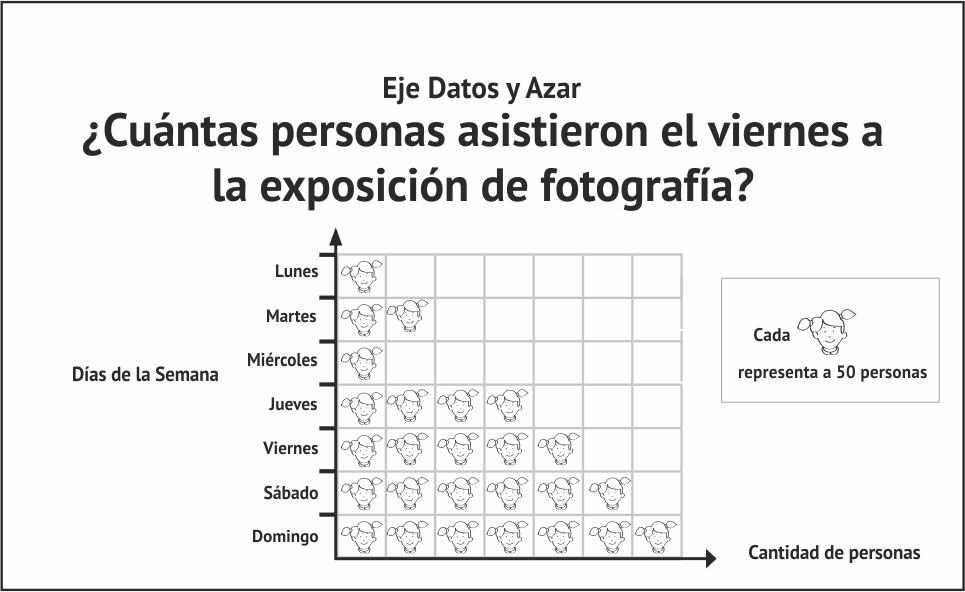 Eje Datos y Azar
¿Cuántas personas asistieron el viernes a
la exposición de fotografía?
Lunes
Martes
Miércoles
Jueves
Viernes
Sábado
Domingo
Días de la Semana
Cada
representa a 50 personas
Cantidad de personas